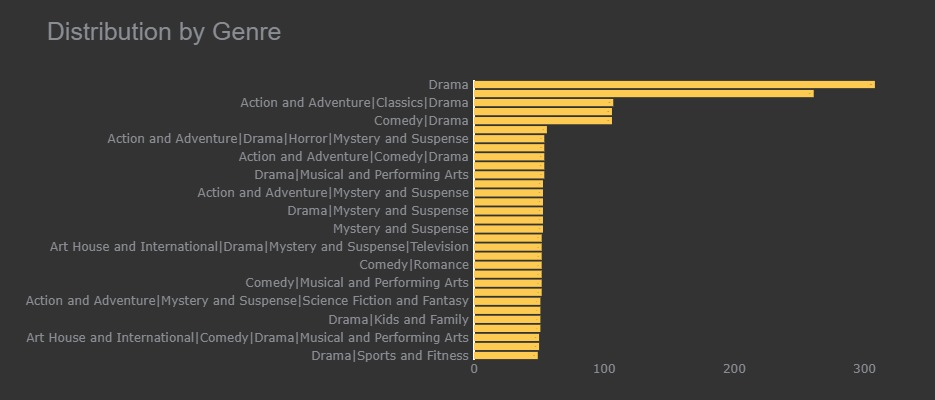 Distribution by Genre
Drama
Action and Adventure|Classics|Drama
Comedy|Drama
Action and Adventure|Drama|Horror|Mystery and Suspense
Action and Adventure|Comedy|Drama
Drama|Musical and Performing Arts
Action and Adventure|Mystery and Suspense
Drama|Mystery and Suspense
Mystery and Suspense
Art House and International|Drama|Mystery and Suspense|Television
Comedy|Romance
Comedy|Musical and Performing Arts
Action and Adventure|Mystery and Suspense|Science Fiction and Fantasy
Drama|Kids and Family
Art House and International|Comedy|Drama|Musical and Performing Arts
Drama|Sports and Fitness
0 100 200 300